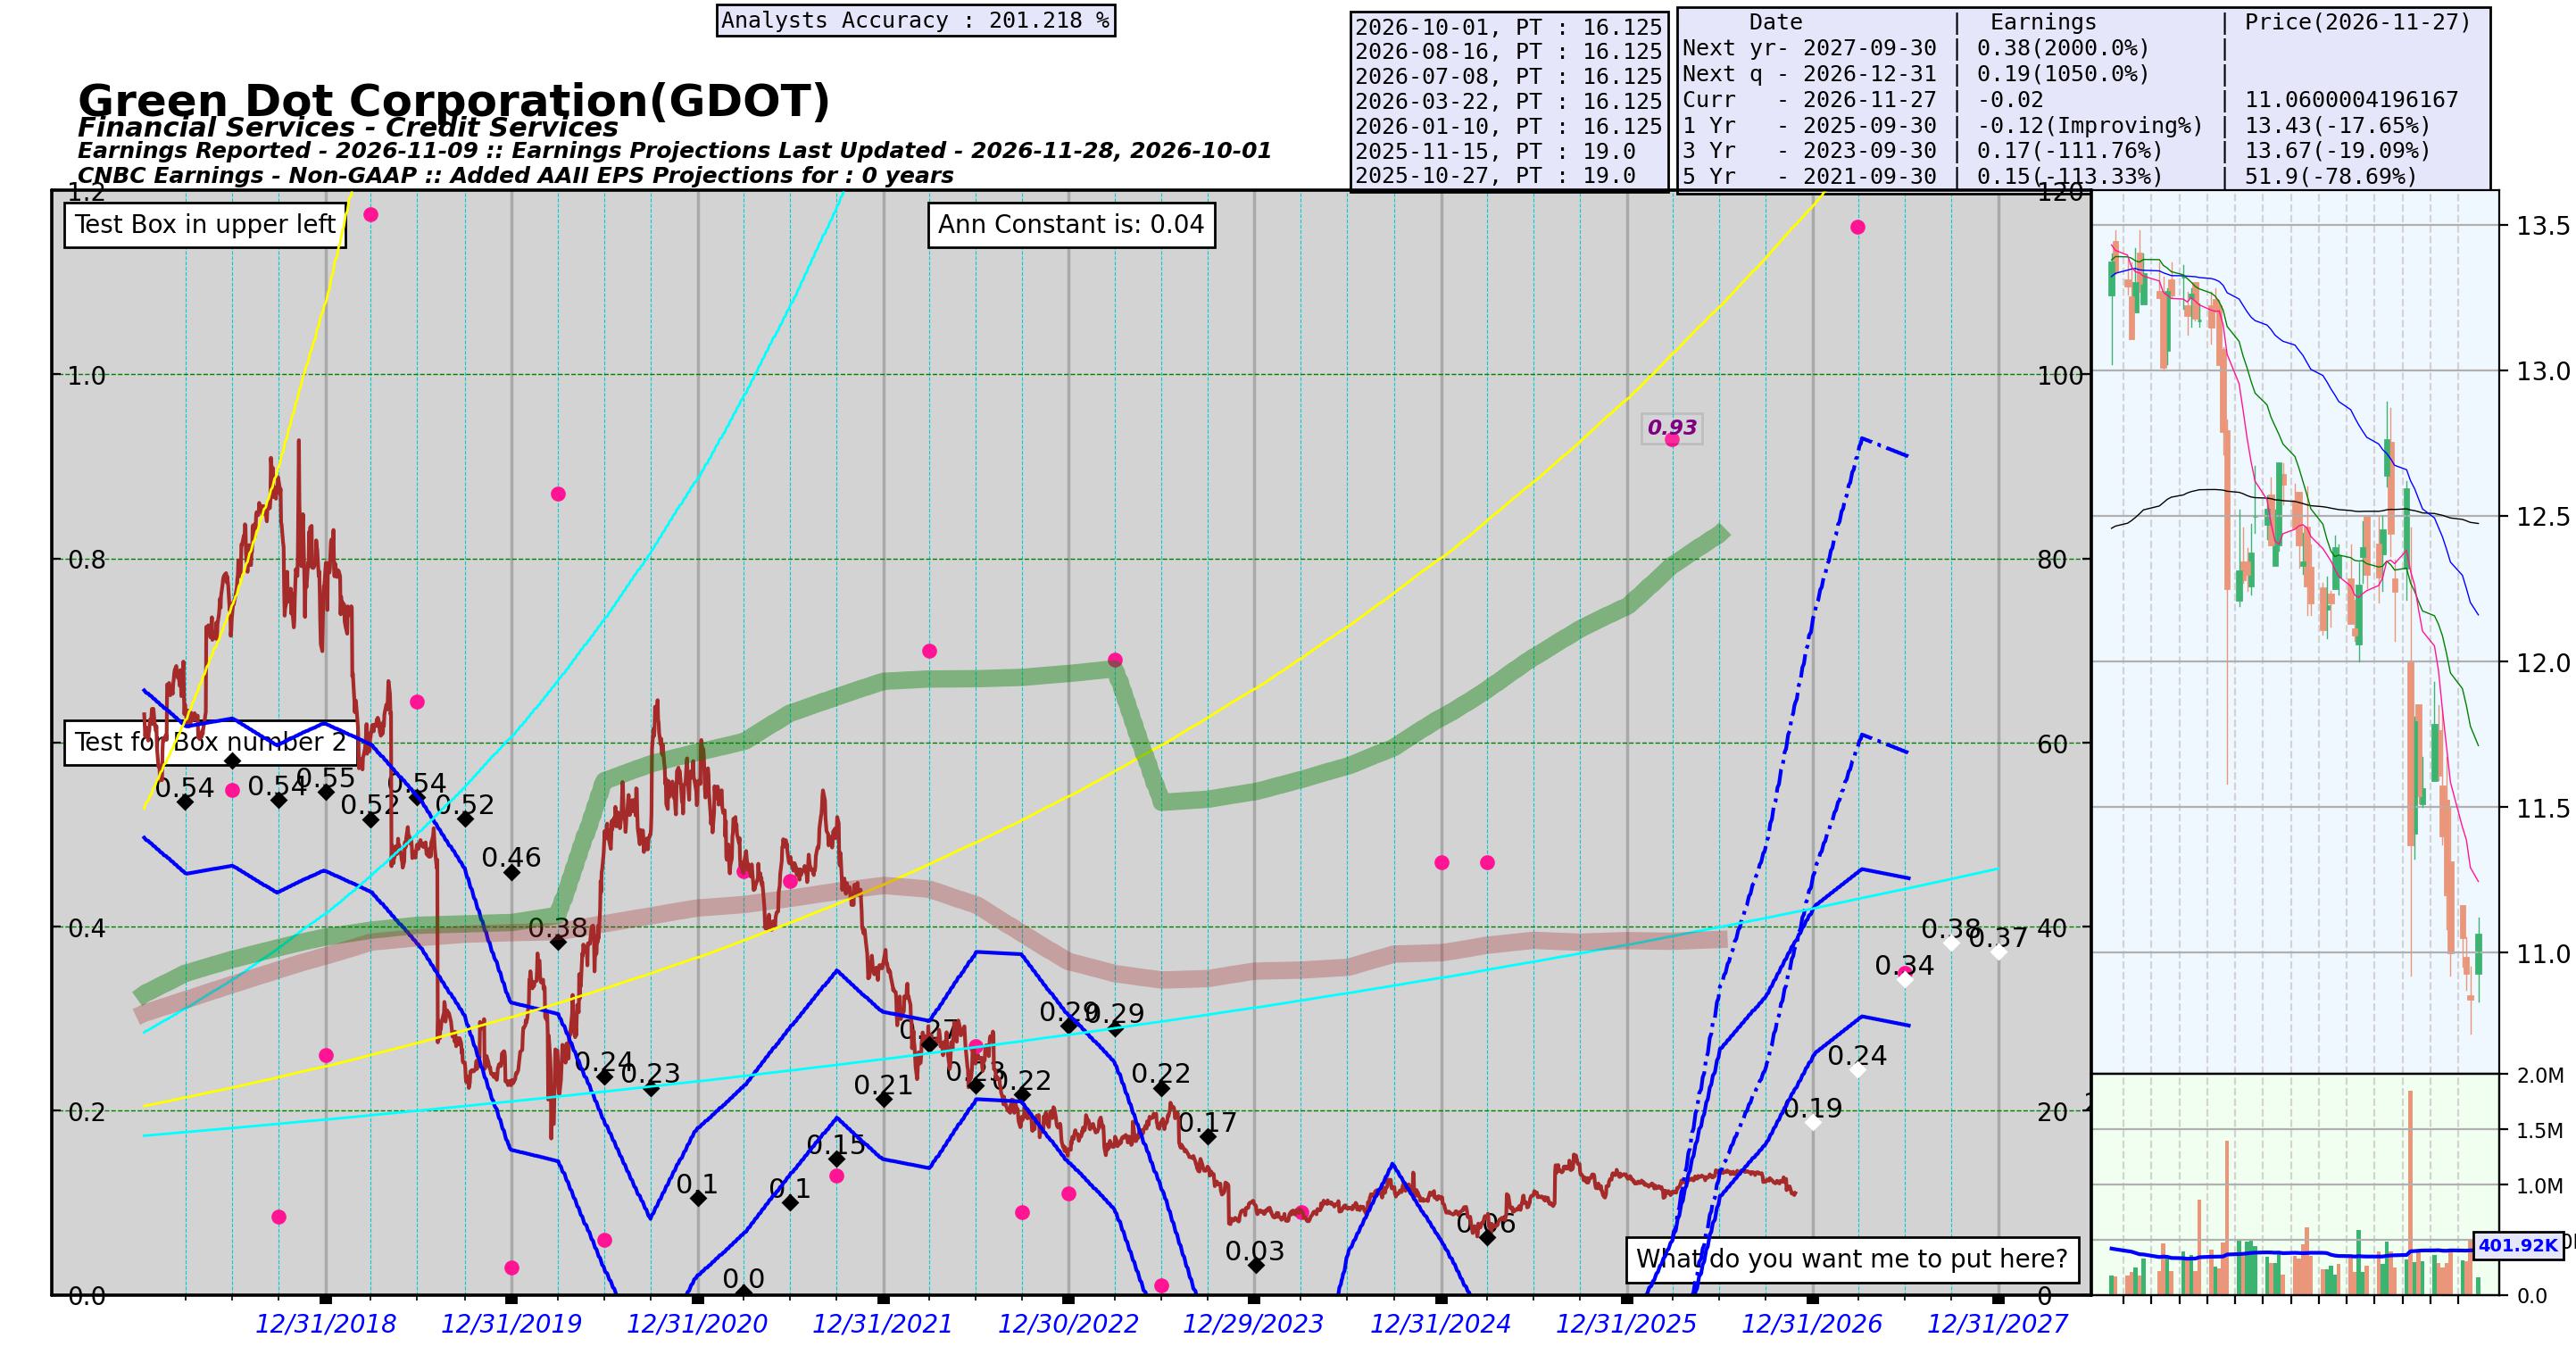 Analysts Accuracy : 201.218 %
Green Dot Corporation(GDOT)
Financial Services - Credit Services
Earnings Reported - 2026-11-09 :: Earnings Projections Last Updated - 2026-11-28, 2026-10-01
CNBC Earnings - Non-GAAP :: Added AAII EPS Projections for : 0 years
2026-10-01, PT : 16.125
2026-08-16, PT : 16.125
2026-07-08, PT : 16.125
2026-03-22, PT : 16.125
2026-01-10, PT : 16.125
2025-11-15, PT : 19.0
2025-10-27, PT : 19.0
Date | Earnings | Price(2026-11-27)
Next yr- 2027-09-30 | 0.38(2000.0%) |
Next q - 2026-12-31 | 0.19(1050.0%) |
Curr - 2026-11-27 | -0.02 | 11.0600004196167
1 Yr - 2025-09-30 | -0.12(Improving%) | 13.43(-17.65%)
3 Yr - 2023-09-30 | 0.17(-111.76%) | 13.67(-19.09%)
5 Yr - 2021-09-30 | 0.15(-113.33%) | 51.9(-78.69%)
Test Box in upper left
Ann Constant is: 0.04
Test for Box number 2
What do you want me to put here?
1.2
1.0
0.8
0.4
0.2
0.0
120
100
80
60
40
20
0
0.54
0.54
0.55
0.52
0.54
0.52
0.46
0.38
0.24
0.23
0.1
0.0
0.1
0.15
0.21
0.27
0.23
0.22
0.29
0.29
0.22
0.17
0.03
0.06
0.93
0.19
0.24
0.34
0.38
0.37
13.5
13.0
12.5
12.0
11.5
11.0
2.0M
1.5M
1.0M
401.92K
0.0
12/31/2018
12/31/2019
12/31/2020
12/31/2021
12/30/2022
12/29/2023
12/31/2024
12/31/2025
12/31/2026
12/31/2027